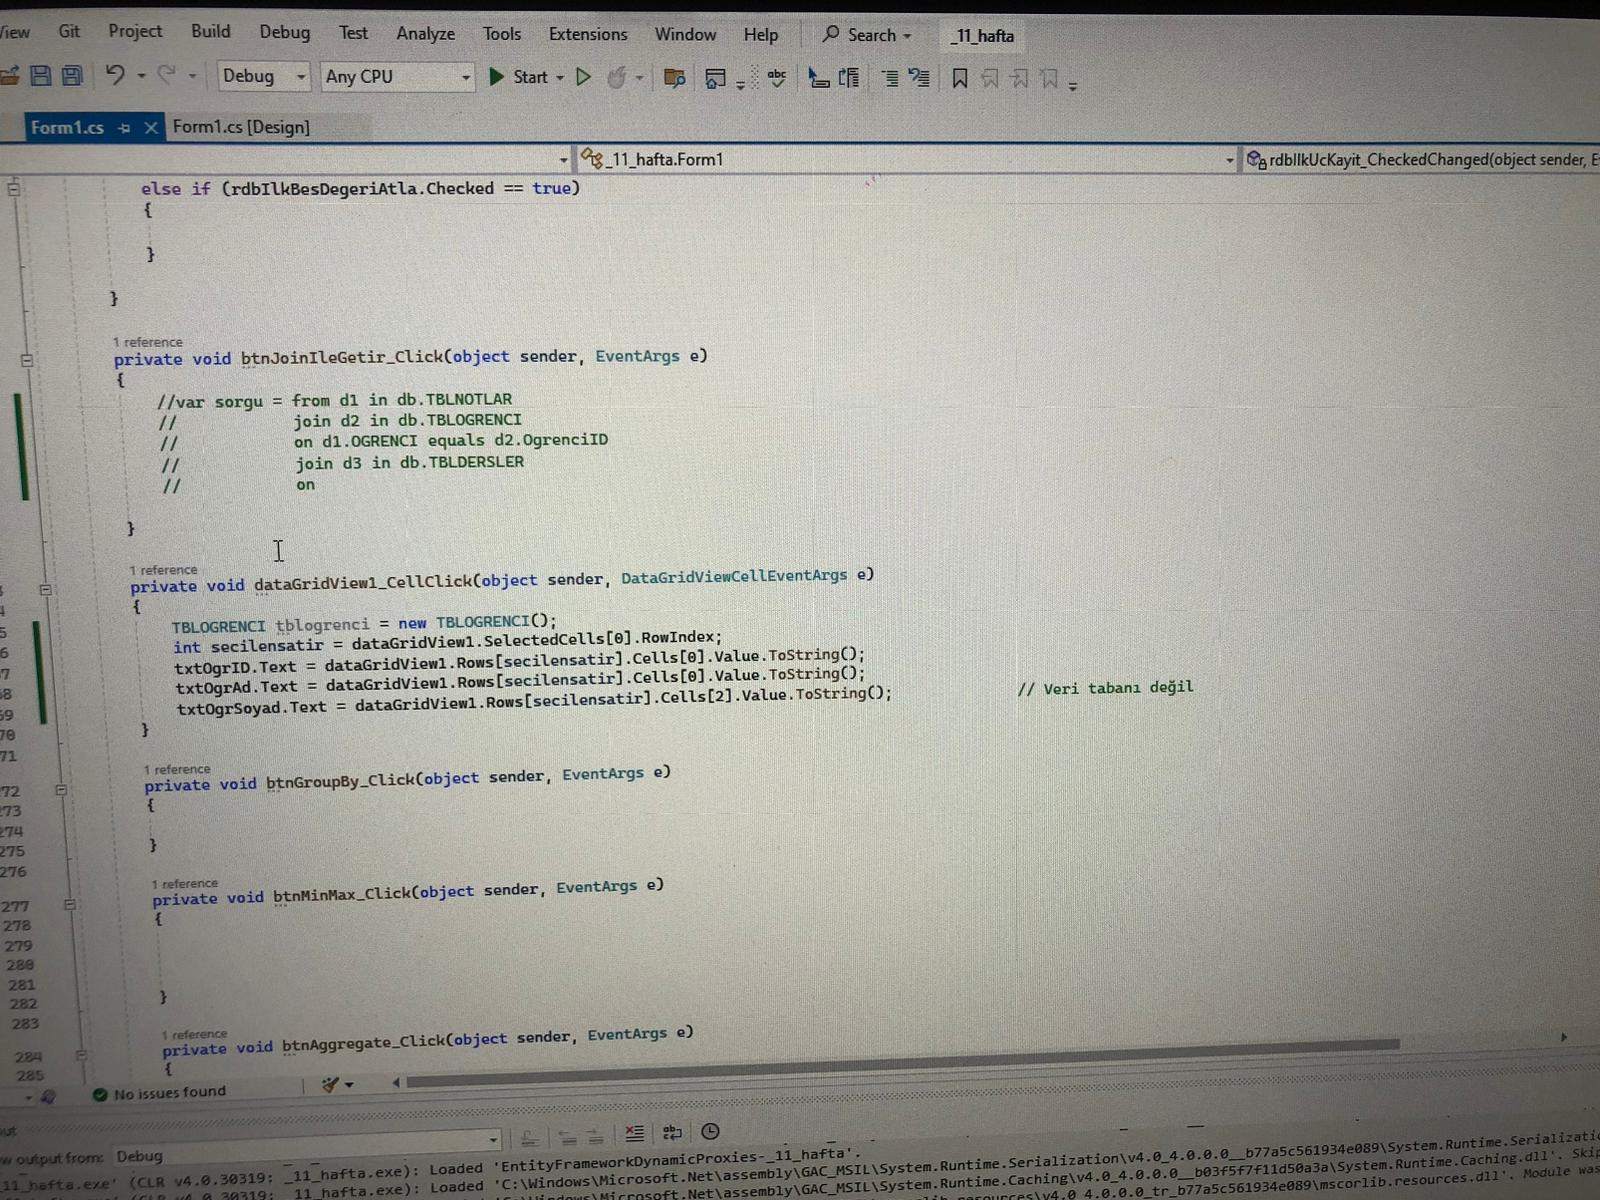 View Git Project Build Debug Test Analyze Tools Extensions Window Help Search _11_hafta
Debug Any CPU Start
Form1.cs Form1.cs [Design]
_11_hafta.Form1 rdbIlkUcKayit_CheckedChanged(object sender, E
else if (rdbIlkBesDegeriAtla.Checked == true)
{
}
}
1 reference
private void btnJoinIleGetir_Click(object sender, EventArgs e)
{
//var sorgu = from d1 in db.TBLNOTLAR
// join d2 in db.TBLOGRENCI
// on d1.OGRENCI equals d2.OgrenciID
// join d3 in db.TBLDERSLER
// on
}
1 reference
private void dataGridView1_CellClick(object sender, DataGridViewCellEventArgs e)
{
TBLOGRENCI tblogrenci = new TBLOGRENCI();
int secilensatir = dataGridView1.SelectedCells[0].RowIndex;
txtOgrID.Text = dataGridView1.Rows[secilensatir].Cells[0].Value.ToString();
txtOgrAd.Text = dataGridView1.Rows[secilensatir].Cells[0].Value.ToString();
txtOgrSoyad.Text = dataGridView1.Rows[secilensatir].Cells[2].Value.ToString(); // Veri tabanı değil
70 }
71
1 reference
72 private void btnGroupBy_Click(object sender, EventArgs e)
273 {
274
275 }
276
1 reference
277 private void btnMinMax_Click(object sender, EventArgs e)
278 {
279
280
281
282 }
283
1 reference
284 private void btnAggregate_Click(object sender, EventArgs e)
285 {
No issues found
output from: Debug
_11_hafta.exe' (CLR v4.0.30319: _11_hafta.exe): Loaded 'EntityFrameworkDynamicProxies-_11_hafta'.
(CLR v4.0.30319: _11_hafta.exe): Loaded 'C:\Windows\Microsoft.Net\assembly\GAC_MSIL\System.Runtime.Serialization\v4.0_4.0.0.0__b77a5c561934e089\System.Runtime.Serializatio
\Windows\Microsoft.Net\assembly\GAC_MSIL\System.Runtime.Caching\v4.0_4.0.0.0__b03f5f7f11d50a3a\System.Runtime.Caching.dll'. Skip
resources\v4.0_4.0.0.0_tr_b77a5c561934e089\mscorlib.resources.dll'. Module was